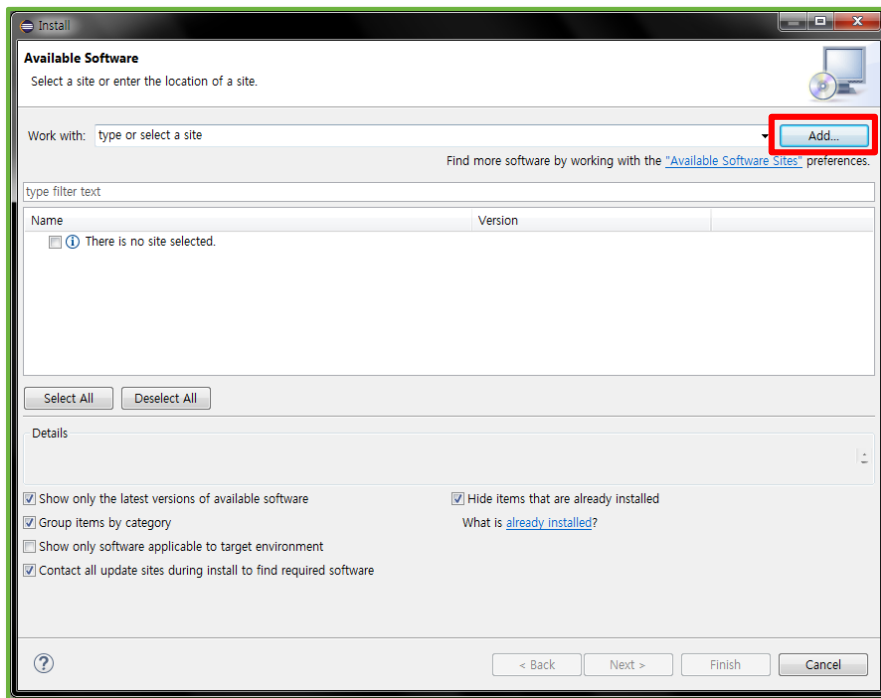 Install
Available Software
Select a site or enter the location of a site.
Work with: type or select a site Add...
Find more software by working with the "Available Software Sites" preferences.
type filter text
Name Version
There is no site selected.
Select All Deselect All
Details
Show only the latest versions of available software Hide items that are already installed
Group items by category What is already installed?
Show only software applicable to target environment
Contact all update sites during install to find required software
? < Back Next > Finish Cancel